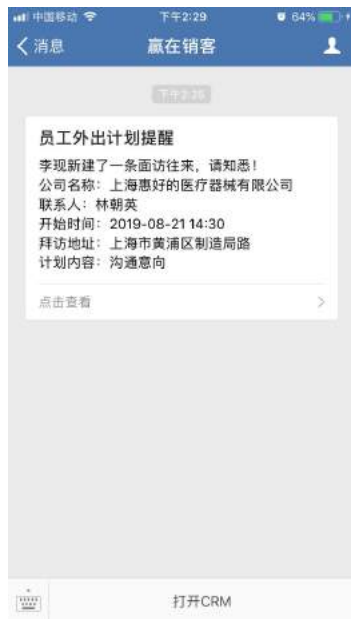 中国移动 下午2:29 64%
消息 赢在销客
下午2:25
员工外出计划提醒
李现新建了一条面访往来,请知悉!
公司名称:上海惠好的医疗器械有限公司
联系人:林朝英
开始时间:2019-08-21 14:30
拜访地址:上海市黄浦区制造局路
计划内容:沟通意向
点击查看
打开CRM